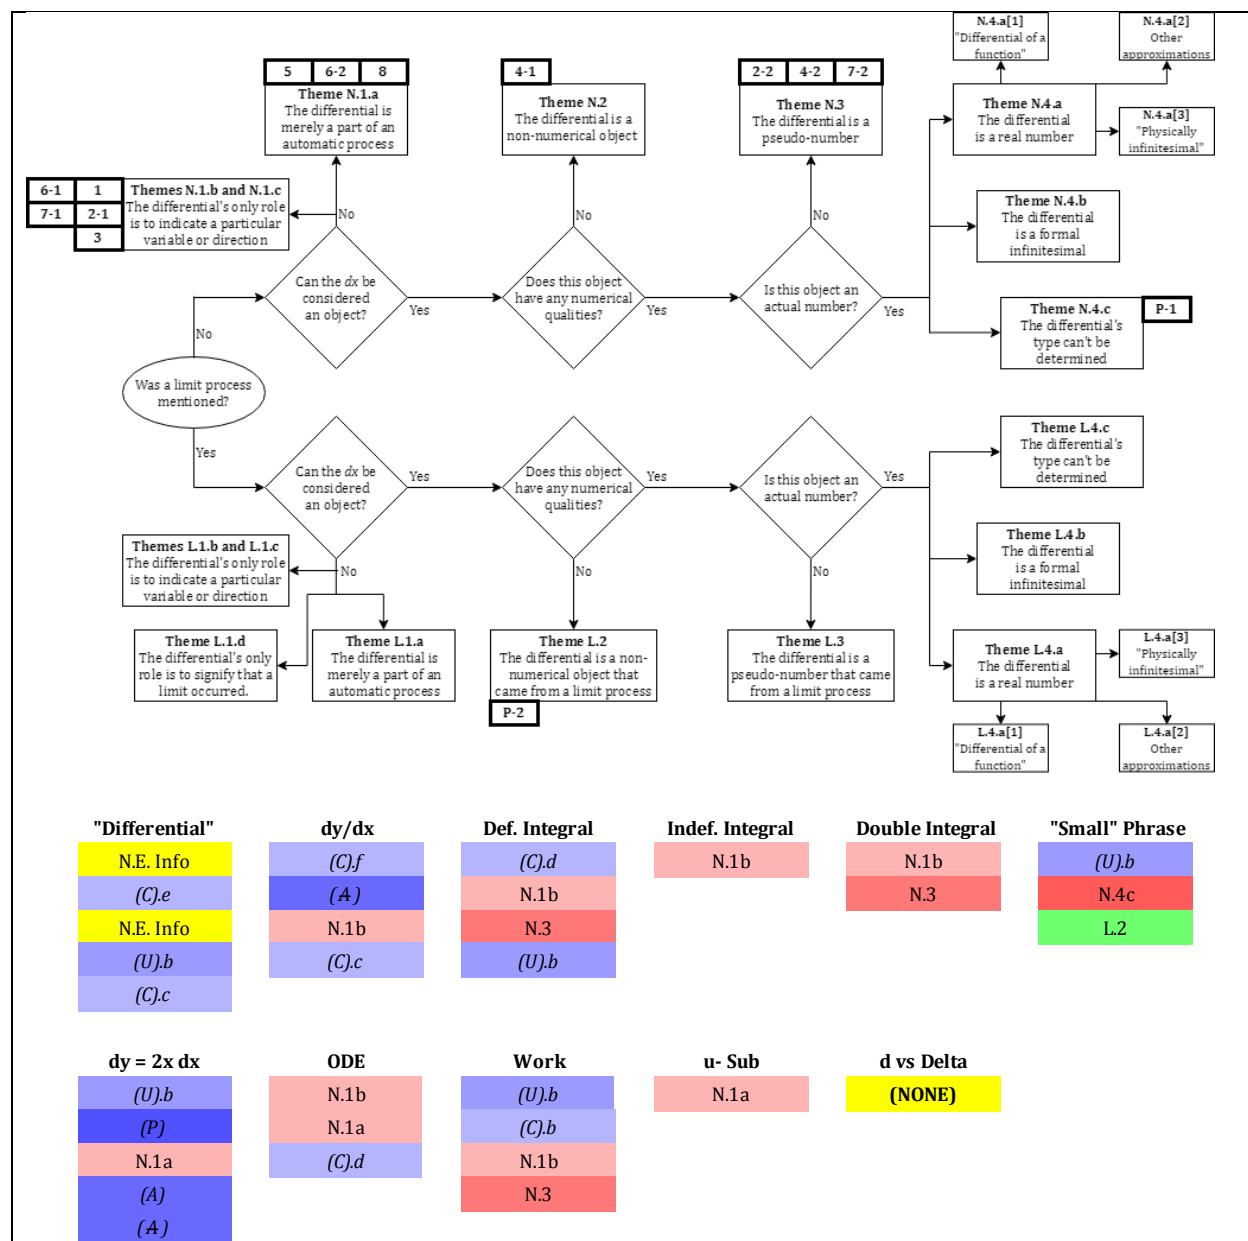 N.4.a[1]
"Differential of a
function"
N.4.a[2]
Other
approximations
5 6-2 8
Theme N.1.a
The differential is
merely a part of an
automatic process
4-1
Theme N.2
The differential is a
non-numerical object
2-2 4-2 7-2
Theme N.3
The differential is a
pseudo-number
Theme N.4.a
The differential
is a real number
N.4.a[3]
"Physically
infinitesimal"
6-1 1
7-1 2-1
3
Themes N.1.b and N.1.c
The differential's only role
is to indicate a particular
variable or direction
No
No
No
Theme N.4.b
The differential
is a formal
infinitesimal
Can the dx be
considered
an object?
Yes
Does this object
have any numerical
qualities?
Yes
Is this object an
actual number?
Yes
Theme N.4.c
The differential's
type can't be
determined
P-1
No
Was a limit process
mentioned?
Yes
Can the dx be
considered
an object?
Yes
Does this object
have any numerical
qualities?
Yes
Is this object an
actual number?
Yes
Theme L.4.c
The differential's
type can't be
determined
Themes L.1.b and L.1.c
The differential's only role
is to indicate a particular
variable or direction
No
No
No
Theme L.4.b
The differential
is a formal
infinitesimal
Theme L.1.d
The differential's only
role is to signify that a
limit occurred.
Theme L.1.a
The differential is
merely a part of an
automatic process
Theme L.2
The differential is a non-
numerical object that
came from a limit process
P-2
Theme L.3
The differential is a
pseudo-number that came
from a limit process
Theme L.4.a
The differential
is a real number
L.4.a[3]
"Physically
infinitesimal"
L.4.a[1]
"Differential of a
function"
L.4.a[2]
Other
approximations
"Differential" dy/dx Def. Integral Indef. Integral Double Integral "Small" Phrase
N.E. Info (C).f (C).d N.1b N.1b (U).b
(C).e (A) N.1b N.3 N.4c
N.E. Info N.1b N.3 L.2
(U).b (C).c (U).b
(C).c
dy = 2x dx ODE Work u- Sub d vs Delta
(U).b N.1b (U).b N.1a (NONE)
(P) N.1a (C).b
N.1a (C).d N.1b
(A) N.3
(A)